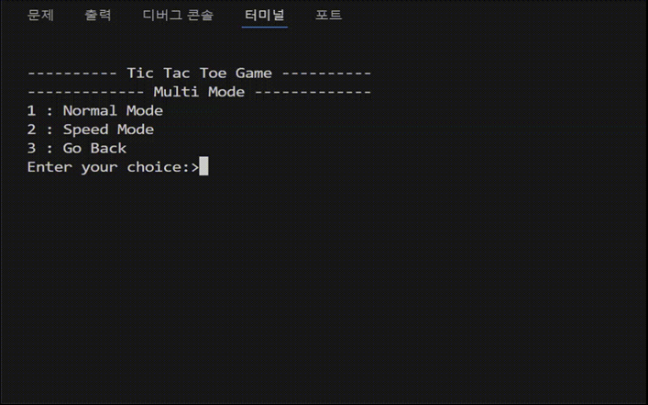 문제 출력 디버그 콘솔 터미널 포트
---------- Tic Tac Toe Game ----------
------------- Multi Mode -------------
1 : Normal Mode
2 : Speed Mode
3 : Go Back
Enter your choice:>